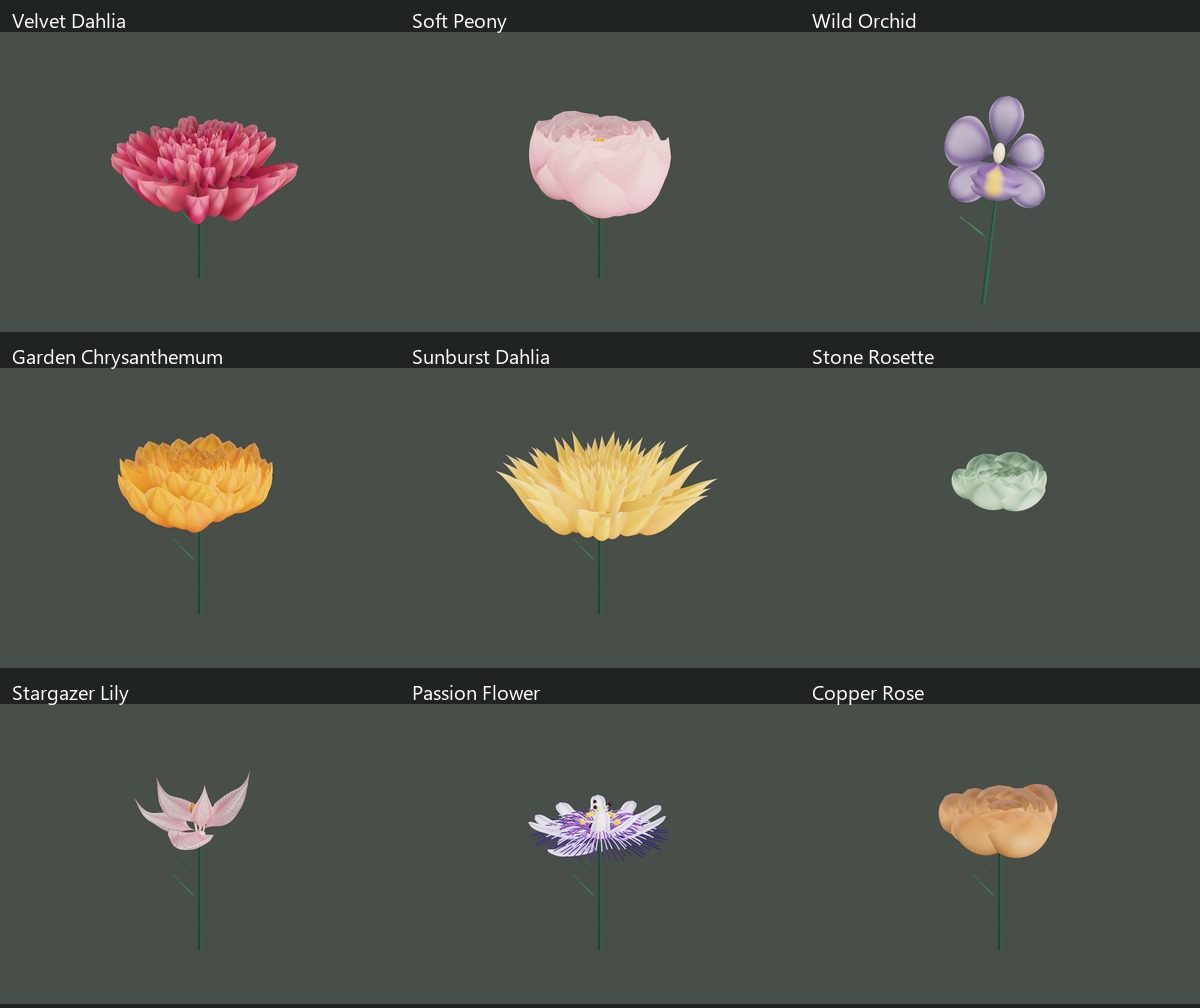 Velvet Dahlia
Soft Peony
Wild Orchid
Garden Chrysanthemum
Sunburst Dahlia
Stone Rosette
Stargazer Lily
Passion Flower
Copper Rose